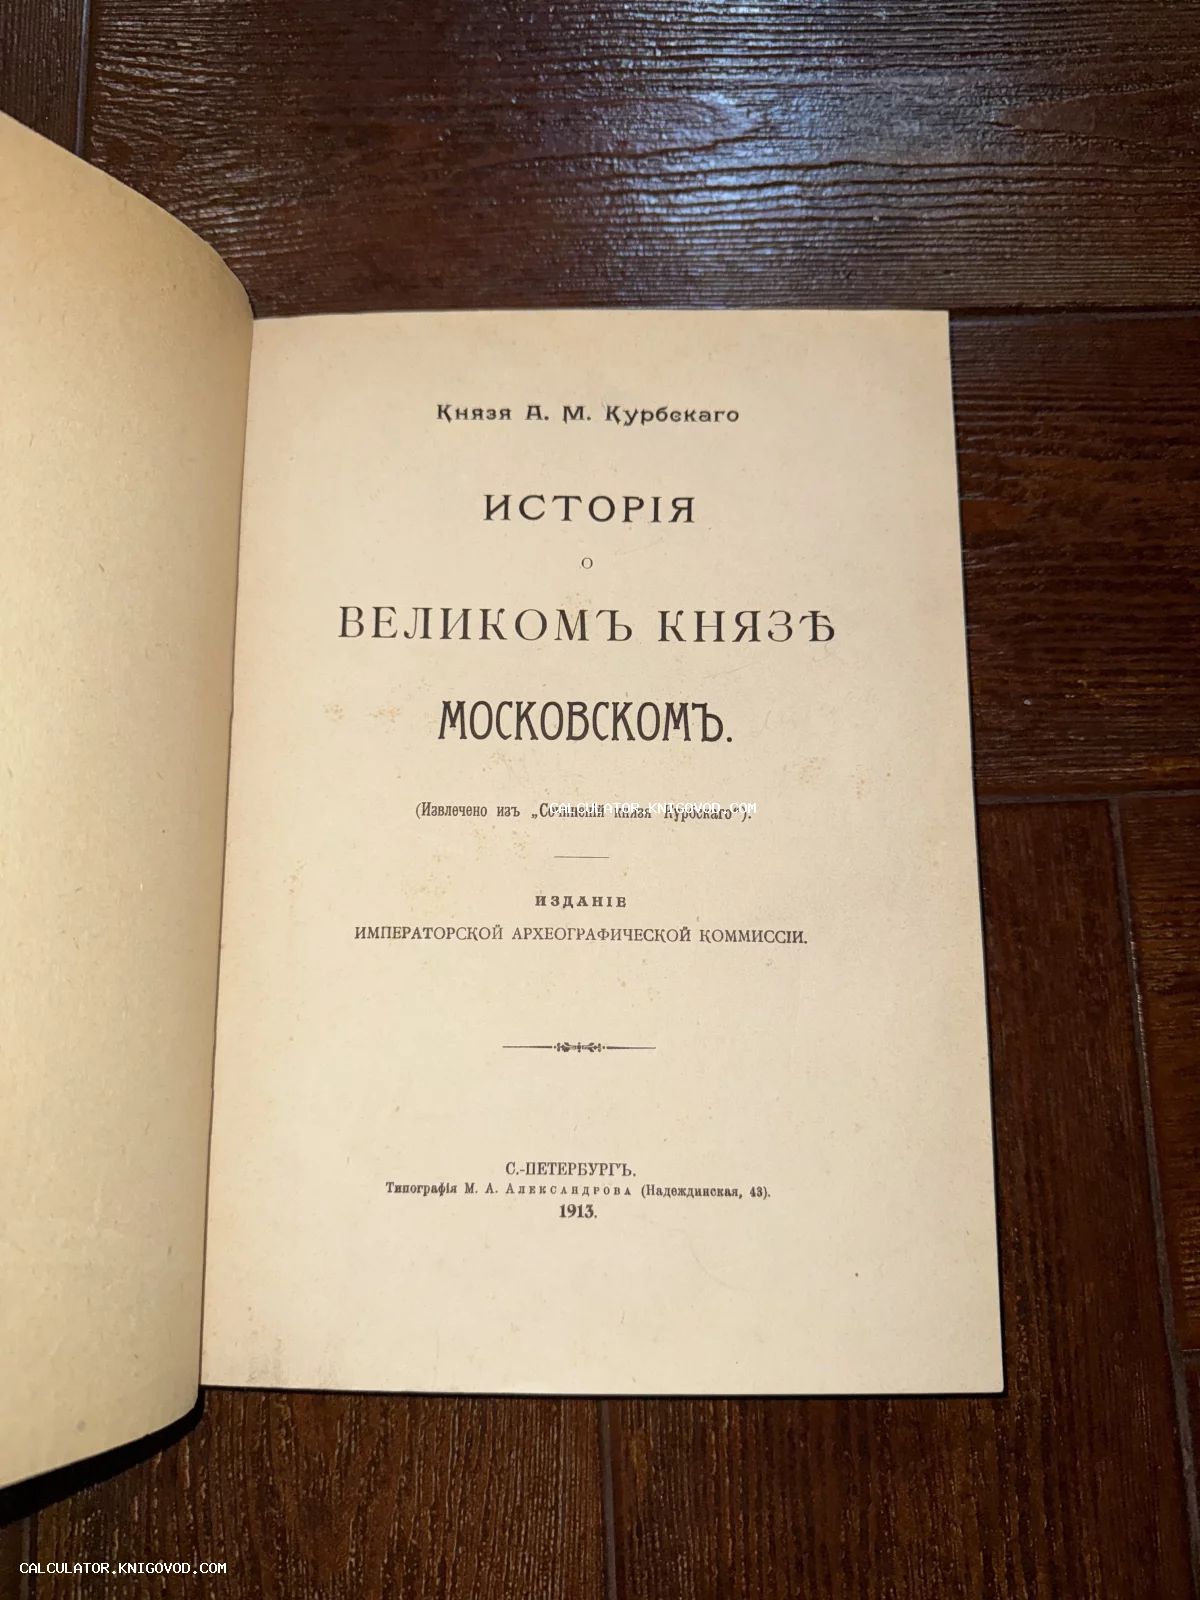 Князя А. М. Курбскаго
ИСТОРІЯ
О
ВЕЛИКОМЪ КНЯЗѢ
МОСКОВСКОМЪ.
(Извлечено изъ „Сочиненій князя Курбскаго“).
CALCULATOR.KNIGOVOD.COM
ИЗДАНІЕ
ИМПЕРАТОРСКОЙ АРХЕОГРАФИЧЕСКОЙ КОММИССІИ.
С.-ПЕТЕРБУРГЪ.
Типографія М. А. Александрова (Надеждинская, 43).
1913.
CALCULATOR.KNIGOVOD.COM